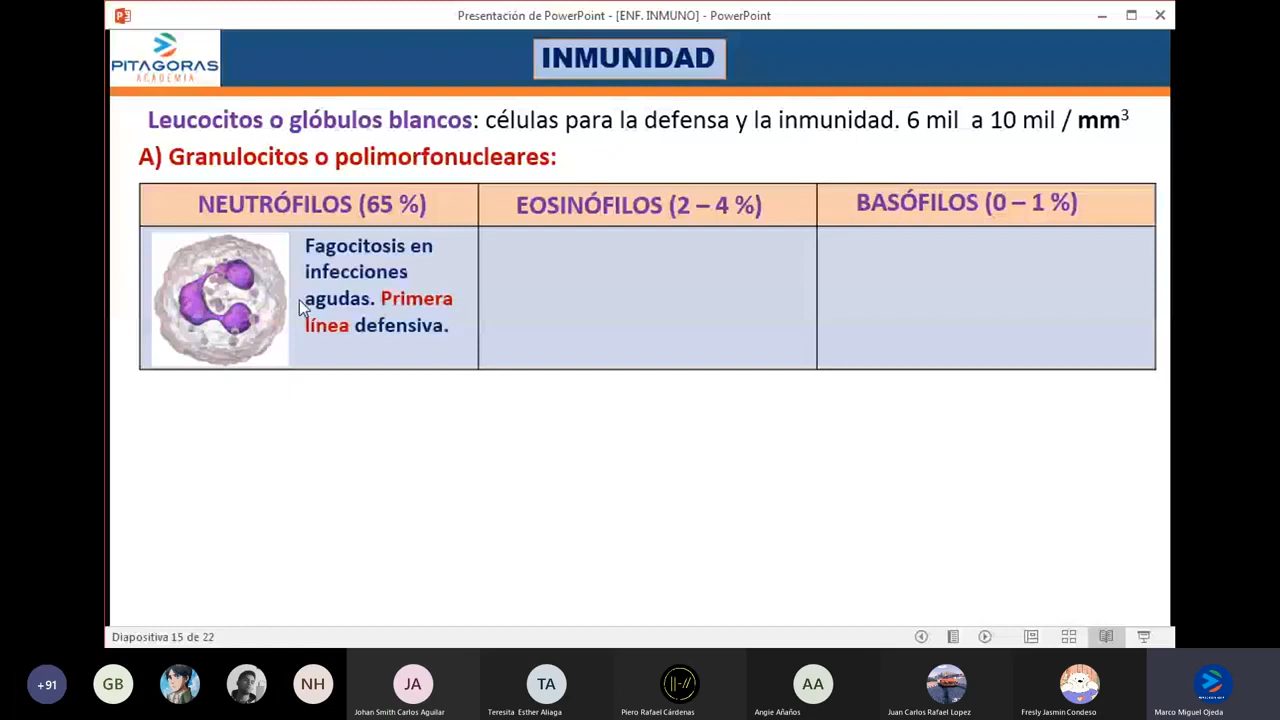 Presentación de PowerPoint - [ENF. INMUNO] - PowerPoint
PITAGORAS
ACADEMIA
INMUNIDAD
Leucocitos o glóbulos blancos: células para la defensa y la inmunidad. 6 mil a 10 mil / mm³
A) Granulocitos o polimorfonucleares:
NEUTRÓFILOS (65 %)
EOSINÓFILOS (2 – 4 %)
BASÓFILOS (0 – 1 %)
Fagocitosis en
infecciones
agudas. Primera
línea defensiva.
Diapositiva 15 de 22
+91
GB
NH
JA
TA
AA
Johan Smith Carlos Aguilar
Teresita Esther Aliaga
Piero Rafael Cárdenas
Angie Añaños
Juan Carlos Rafael Lopez
Fresly Jasmin Condeso
Marco Miguel Ojeda